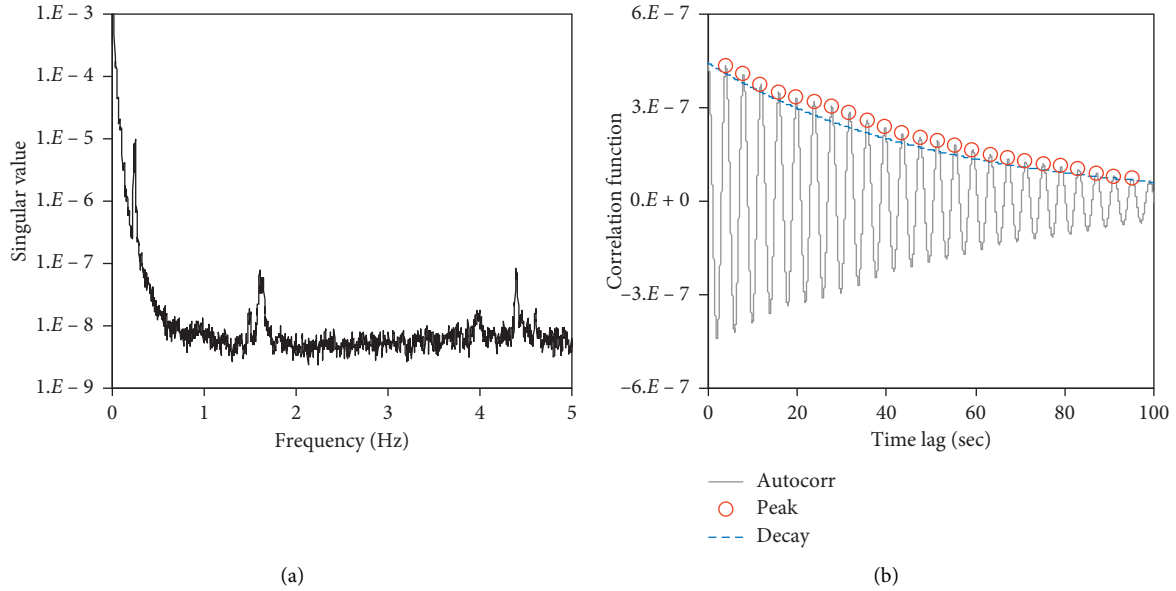 1.E – 3
1.E – 4
1.E – 5
1.E – 6
1.E – 7
1.E – 8
1.E – 9
Singular value
0 1 2 3 4 5
Frequency (Hz)
(a)
6.E – 7
3.E – 7
0.E + 0
–3.E – 7
–6.E – 7
Correlation function
0 20 40 60 80 100
Time lag (sec)
Autocorr
Peak
Decay
(b)